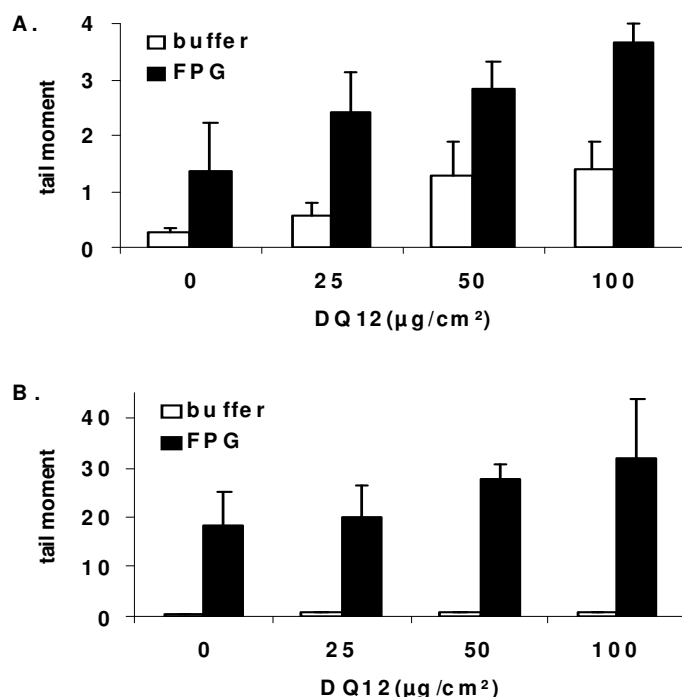 A.
buffer
FPG
tail moment
4
3
2
1
0
0 25 50 100
DQ12(µg/cm²)
B.
buffer
FPG
tail moment
40
30
20
10
0
0 25 50 100
DQ12(µg/cm²)